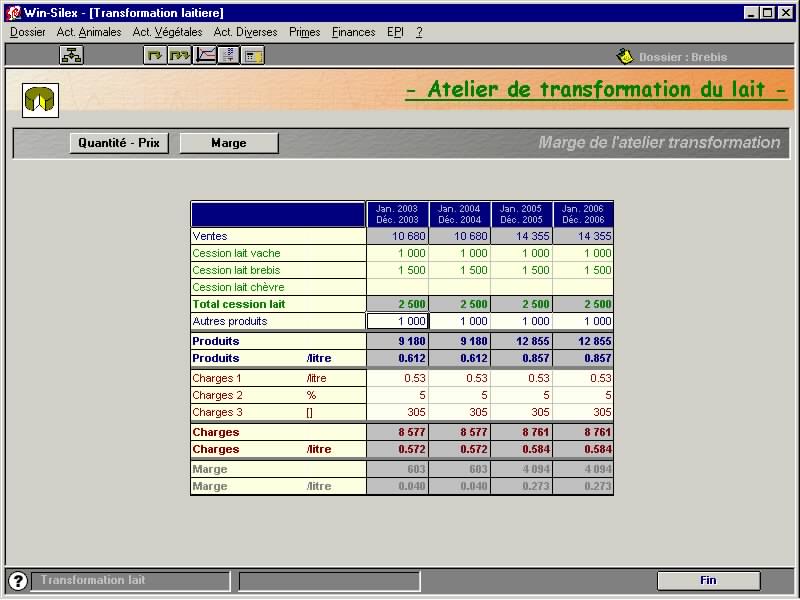 Win-Silex - [Transformation laitiere]
Dossier Act. Animales Act. Végétales Act. Diverses Primes Finances EPI ?
Dossier : Brebis
- Atelier de transformation du lait -
Quantité - Prix Marge Marge de l'atelier transformation
Jan. 2003 Jan. 2004 Jan. 2005 Jan. 2006
Déc. 2003 Déc. 2004 Déc. 2005 Déc. 2006
Ventes 10 680 10 680 14 355 14 355
Cession lait vache 1 000 1 000 1 000 1 000
Cession lait brebis 1 500 1 500 1 500 1 500
Cession lait chèvre
Total cession lait 2 500 2 500 2 500 2 500
Autres produits 1 000 1 000 1 000 1 000
Produits 9 180 9 180 12 855 12 855
Produits /litre 0.612 0.612 0.857 0.857
Charges 1 /litre 0.53 0.53 0.53 0.53
Charges 2 % 5 5 5 5
Charges 3 [] 305 305 305 305
Charges 8 577 8 577 8 761 8 761
Charges /litre 0.572 0.572 0.584 0.584
Marge 603 603 4 094 4 094
Marge /litre 0.040 0.040 0.273 0.273
? Transformation lait Fin